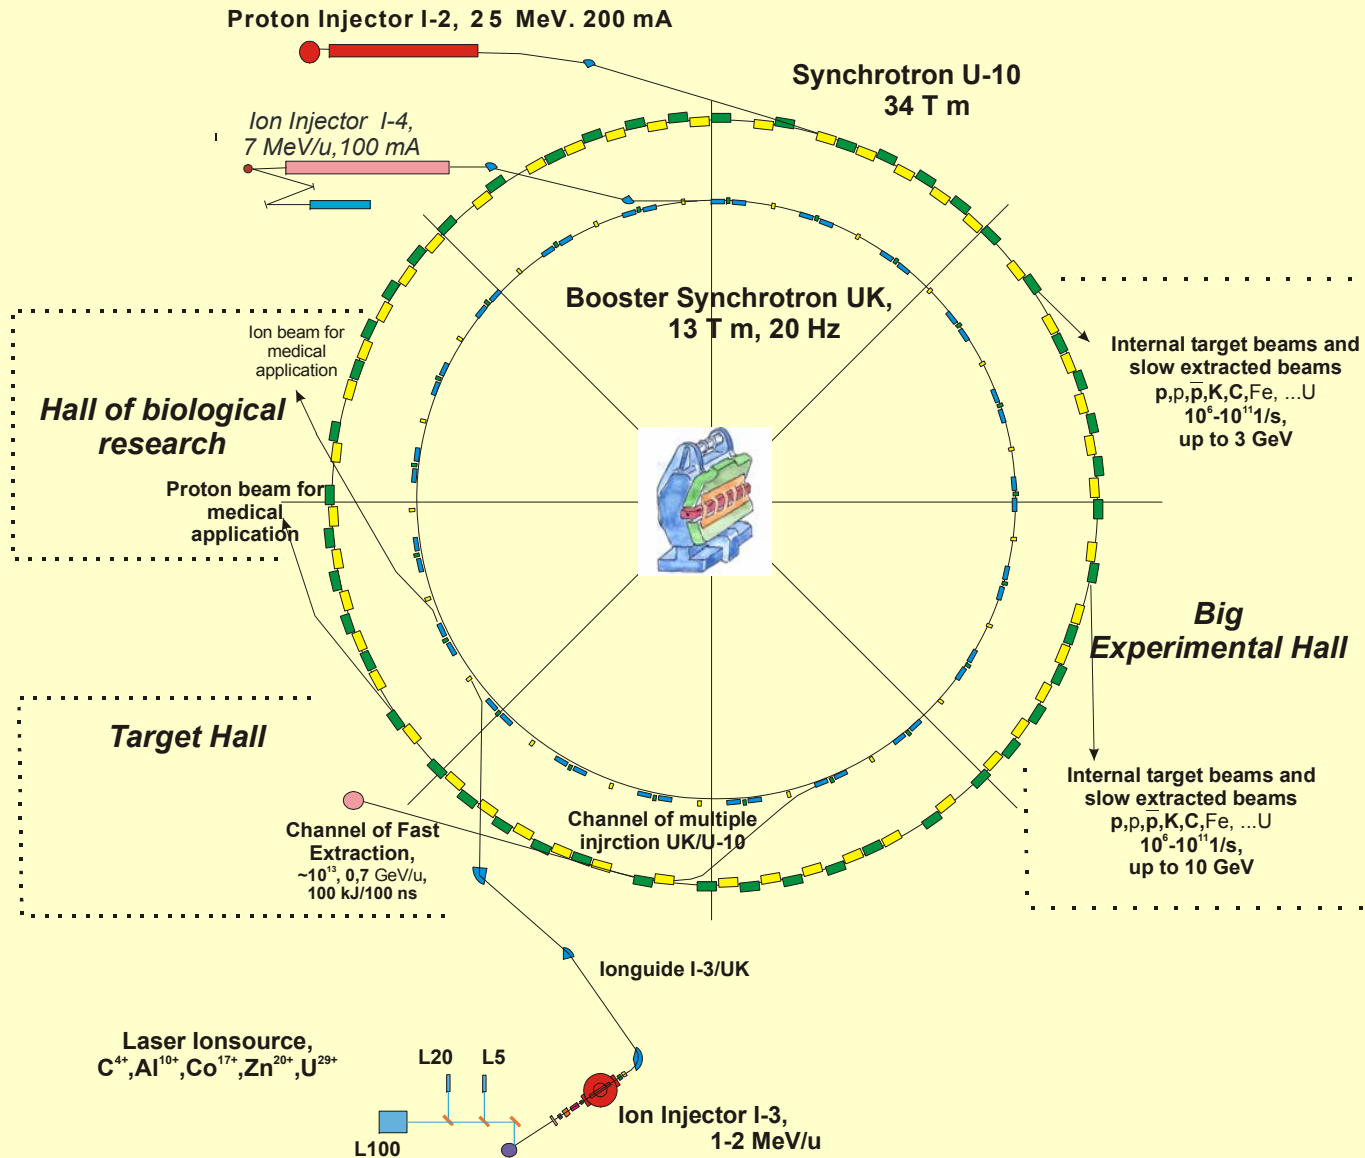 Proton Injector I-2, 25 MeV. 200 mA
Synchrotron U-10
34 T m
Ion Injector I-4,
7 MeV/u,100 mA
Booster Synchrotron UK,
13 T m, 20 Hz
Ion beam for
medical
application
Hall of biological
research
Proton beam for
medical
application
Internal target beams and
slow extracted beams
p,p,p̅,K,C,Fe, ...U
10⁶-10¹¹1/s,
up to 3 GeV
Big
Experimental Hall
Target Hall
Internal target beams and
slow extracted beams
p,p,p̅,K,C,Fe, ...U
10⁶-10¹¹1/s,
up to 10 GeV
Channel of Fast
Extraction,
~10¹³, 0,7 GeV/u,
100 kJ/100 ns
Channel of multiple
injrction UK/U-10
Ionguide I-3/UK
Laser Ionsource,
C⁴⁺,Al¹⁰⁺,Co¹⁷⁺,Zn²⁰⁺,U²⁹⁺
L20
L5
L100
Ion Injector I-3,
1-2 MeV/u